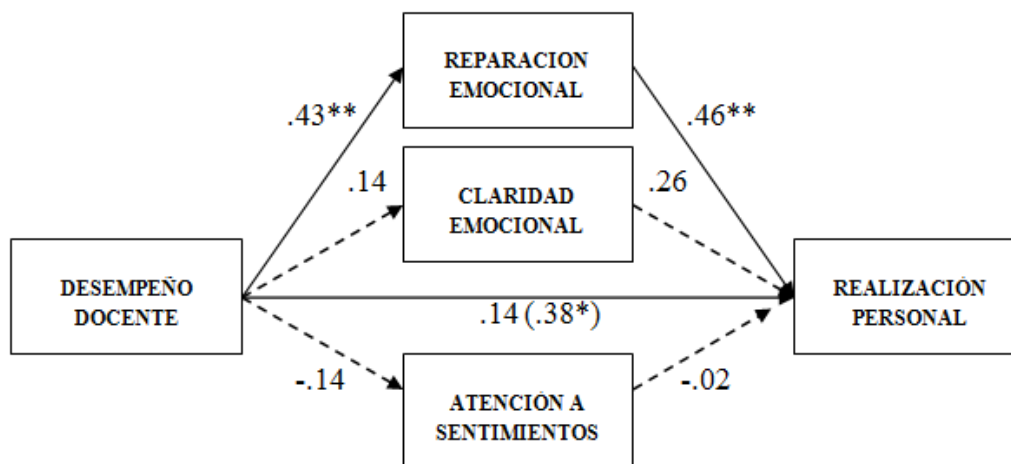 REPARACION
EMOCIONAL
.43**
.46**
.14
CLARIDAD
EMOCIONAL
.26
DESEMPEÑO
DOCENTE
.14 (.38*)
REALIZACIÓN
PERSONAL
-.14
ATENCIÓN A
SENTIMIENTOS
-.02